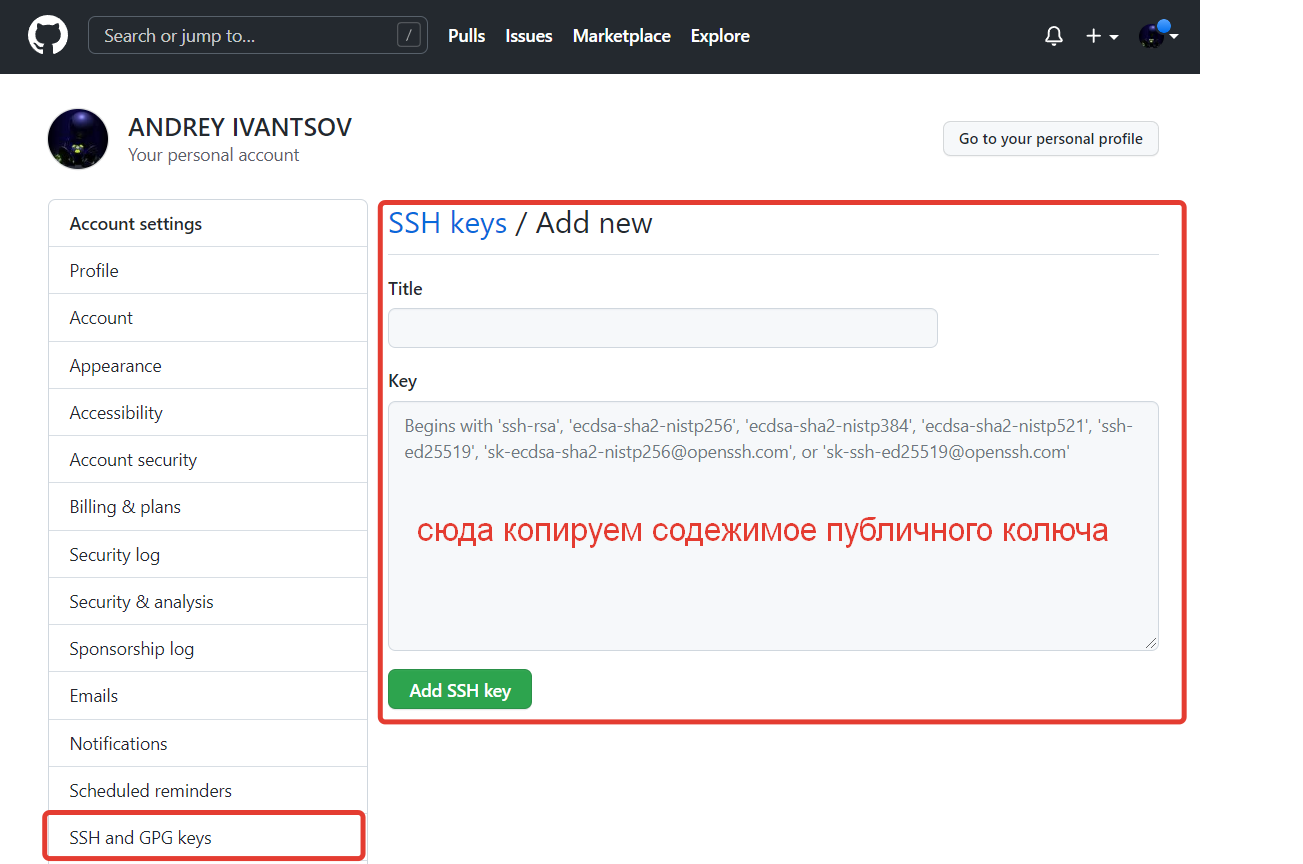 Search or jump to... /
Pulls Issues Marketplace Explore
ANDREY IVANTSOV
Your personal account
Go to your personal profile
Account settings
Profile
Account
Appearance
Accessibility
Account security
Billing & plans
Security log
Security & analysis
Sponsorship log
Emails
Notifications
Scheduled reminders
SSH and GPG keys
SSH keys / Add new
Title
Key
Begins with 'ssh-rsa', 'ecdsa-sha2-nistp256', 'ecdsa-sha2-nistp384', 'ecdsa-sha2-nistp521', 'ssh-
ed25519', 'sk-ecdsa-sha2-nistp256@openssh.com', or 'sk-ssh-ed25519@openssh.com'
сюда копируем содежимое публичного колюча
Add SSH key